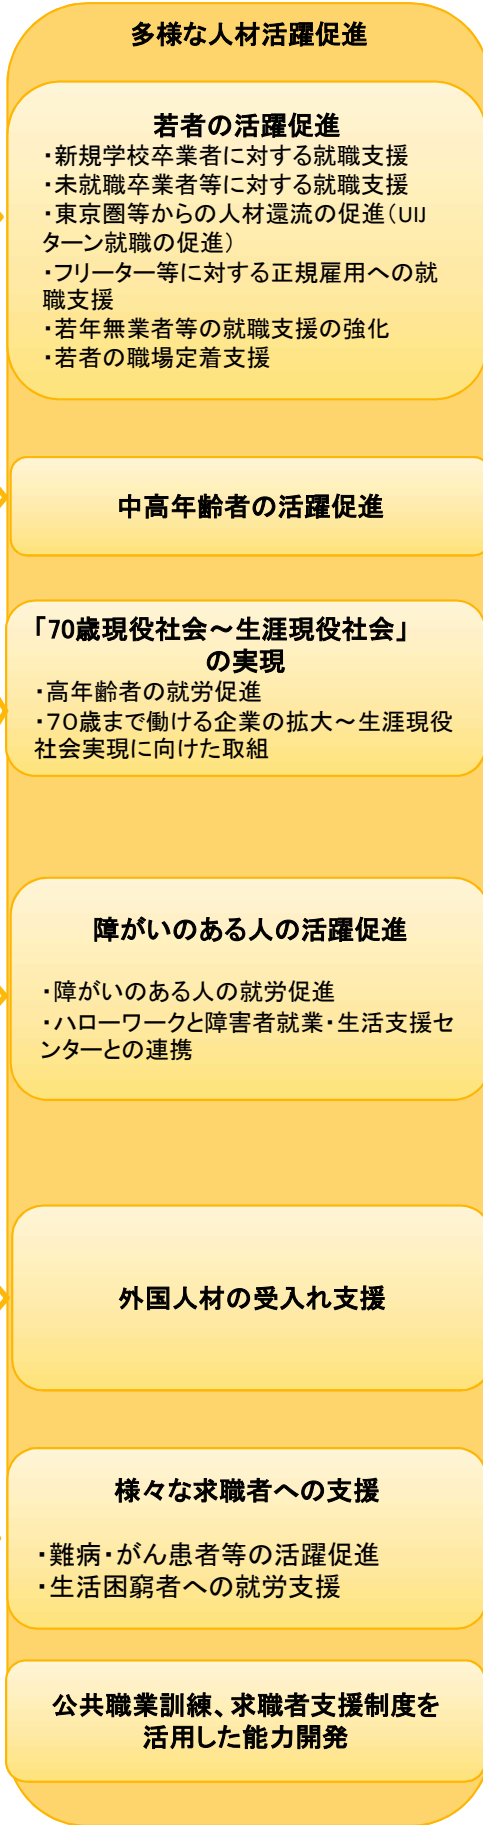 多様な人材活躍促進
若者の活躍促進
・新規学校卒業者に対する就職支援
・未就職卒業者等に対する就職支援
・東京圏等からの人材還流の促進（UIJ
ターン就職の促進）
・フリーター等に対する正規雇用への就
職支援
・若年無業者等の就職支援の強化
・若者の職場定着支援
中高年齢者の活躍促進
「70歳現役社会～生涯現役社会」
の実現
・高年齢者の就労促進
・７０歳まで働ける企業の拡大～生涯現役
社会実現に向けた取組
障がいのある人の活躍促進
・障がいのある人の就労促進
・ハローワークと障害者就業・生活支援セ
ンターとの連携
外国人材の受入れ支援
様々な求職者への支援
・難病・がん患者等の活躍促進
・生活困窮者への就労支援
公共職業訓練、求職者支援制度を
活用した能力開発